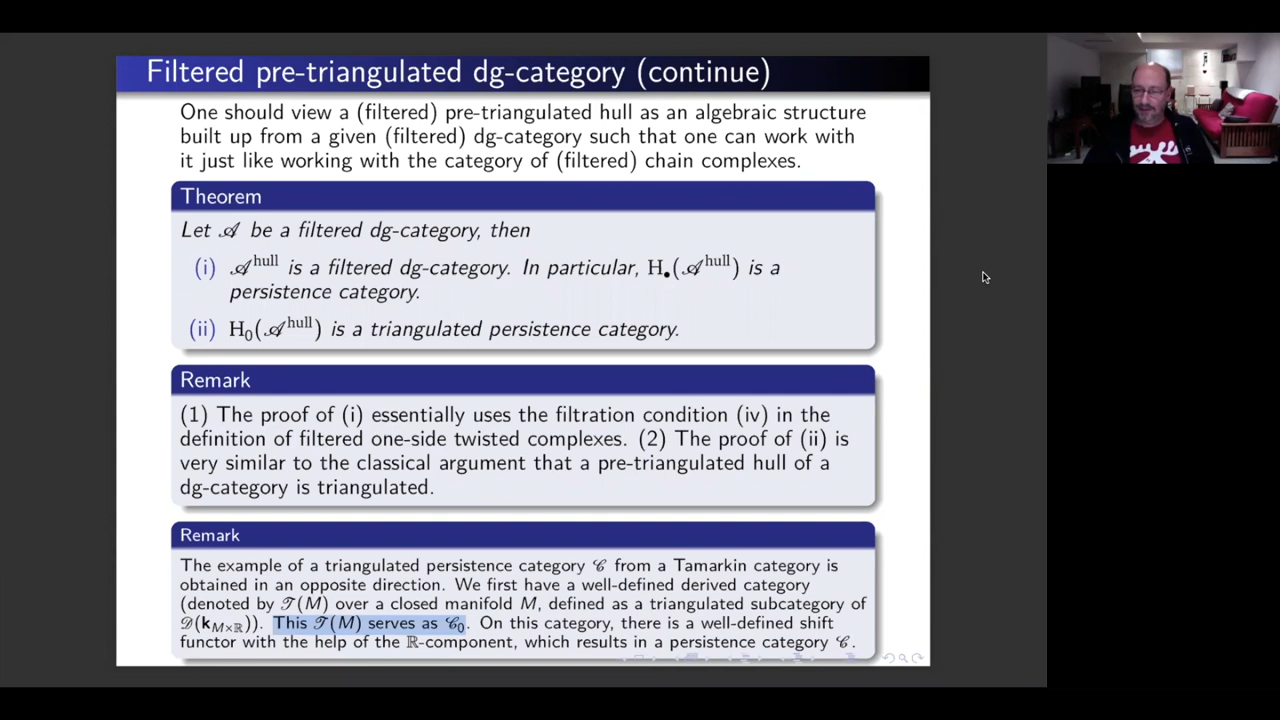 Filtered pre-triangulated dg-category (continue)
One should view a (filtered) pre-triangulated hull as an algebraic structure
built up from a given (filtered) dg-category such that one can work with
it just like working with the category of (filtered) chain complexes.
Theorem
Let 𝒜 be a filtered dg-category, then
(i) 𝒜^hull is a filtered dg-category. In particular, H_•(𝒜^hull) is a
persistence category.
(ii) H₀(𝒜^hull) is a triangulated persistence category.
Remark
(1) The proof of (i) essentially uses the filtration condition (iv) in the
definition of filtered one-side twisted complexes. (2) The proof of (ii) is
very similar to the classical argument that a pre-triangulated hull of a
dg-category is triangulated.
Remark
The example of a triangulated persistence category 𝒞 from a Tamarkin category is
obtained in an opposite direction. We first have a well-defined derived category
(denoted by 𝒯(M) over a closed manifold M, defined as a triangulated subcategory of
𝒟(k_{M×ℝ})). This 𝒯(M) serves as 𝒞₀. On this category, there is a well-defined shift
functor with the help of the ℝ-component, which results in a persistence category 𝒞.